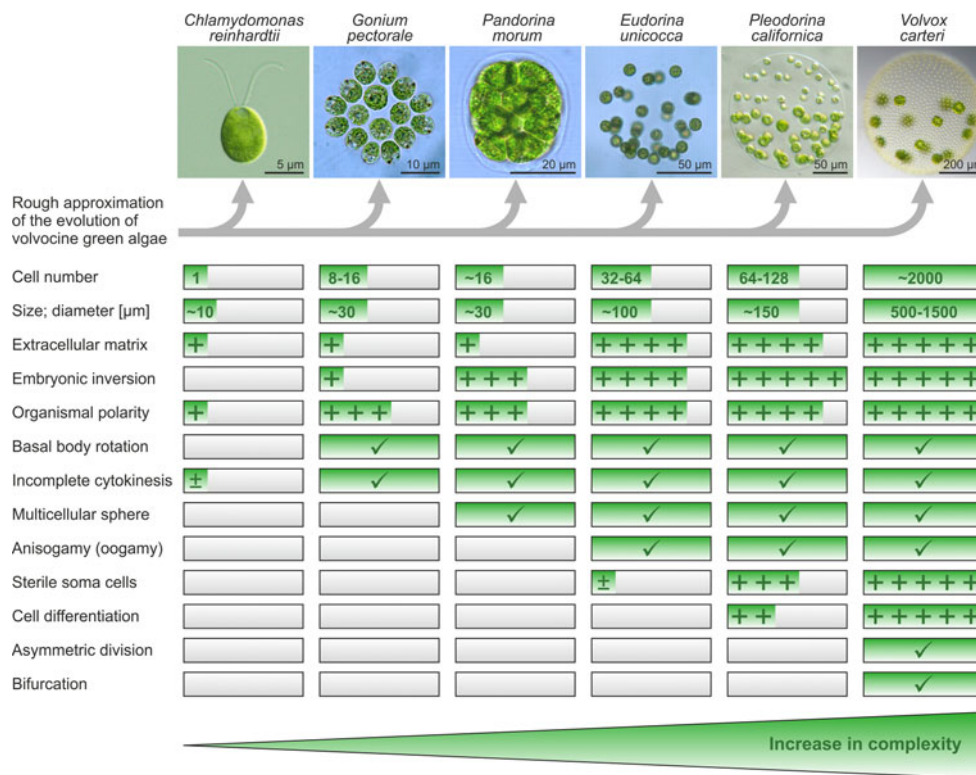 Chlamydomonas reinhardtii
Gonium pectorale
Pandorina morum
Eudorina unicocca
Pleodorina californica
Volvox carteri
5 µm
10 µm
20 µm
50 µm
50 µm
200 µm
Rough approximation
of the evolution of
volvocine green algae
Cell number 1 8-16 ~16 32-64 64-128 ~2000
Size; diameter [µm] ~10 ~30 ~30 ~100 ~150 500-1500
Extracellular matrix + + + ++++ ++++ +++++
Embryonic inversion + +++ ++++ +++++ +++++
Organismal polarity + +++ +++ ++++ ++++ +++++
Basal body rotation ✓ ✓ ✓ ✓ ✓
Incomplete cytokinesis ± ✓ ✓ ✓ ✓ ✓
Multicellular sphere ✓ ✓ ✓ ✓
Anisogamy (oogamy) ✓ ✓ ✓
Sterile soma cells ± +++ +++++
Cell differentiation ++ +++++
Asymmetric division ✓
Bifurcation ✓
Increase in complexity